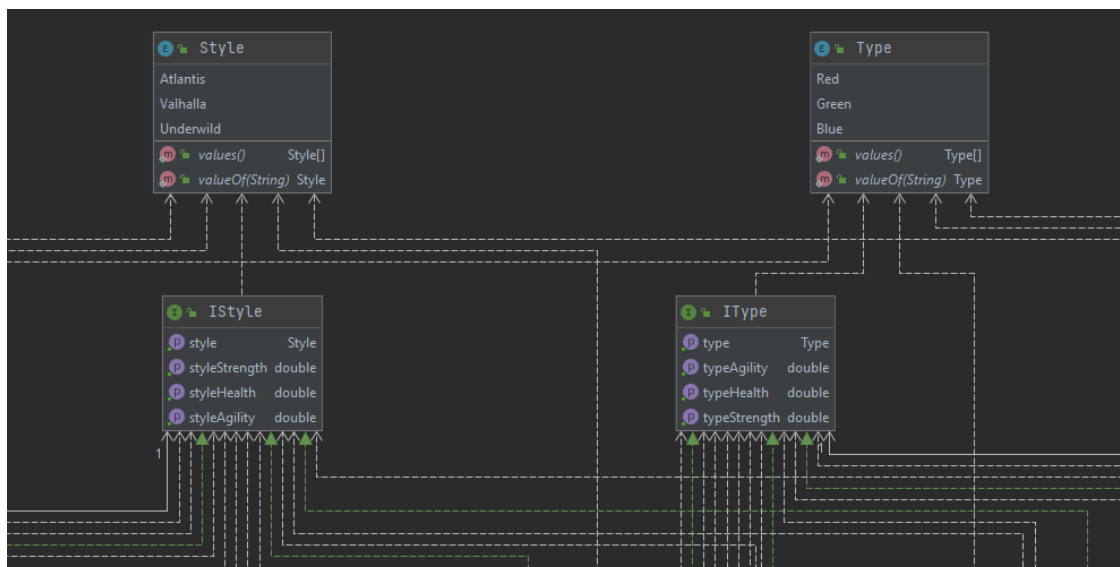 E Style
Atlantis
Valhalla
Underwild
m values() Style[]
m valueOf(String) Style
E Type
Red
Green
Blue
m values() Type[]
m valueOf(String) Type
I IStyle
p style Style
p styleStrength double
p styleHealth double
p styleAgility double
1
I IType
p type Type
p typeAgility double
p typeHealth double
p typeStrength double
1